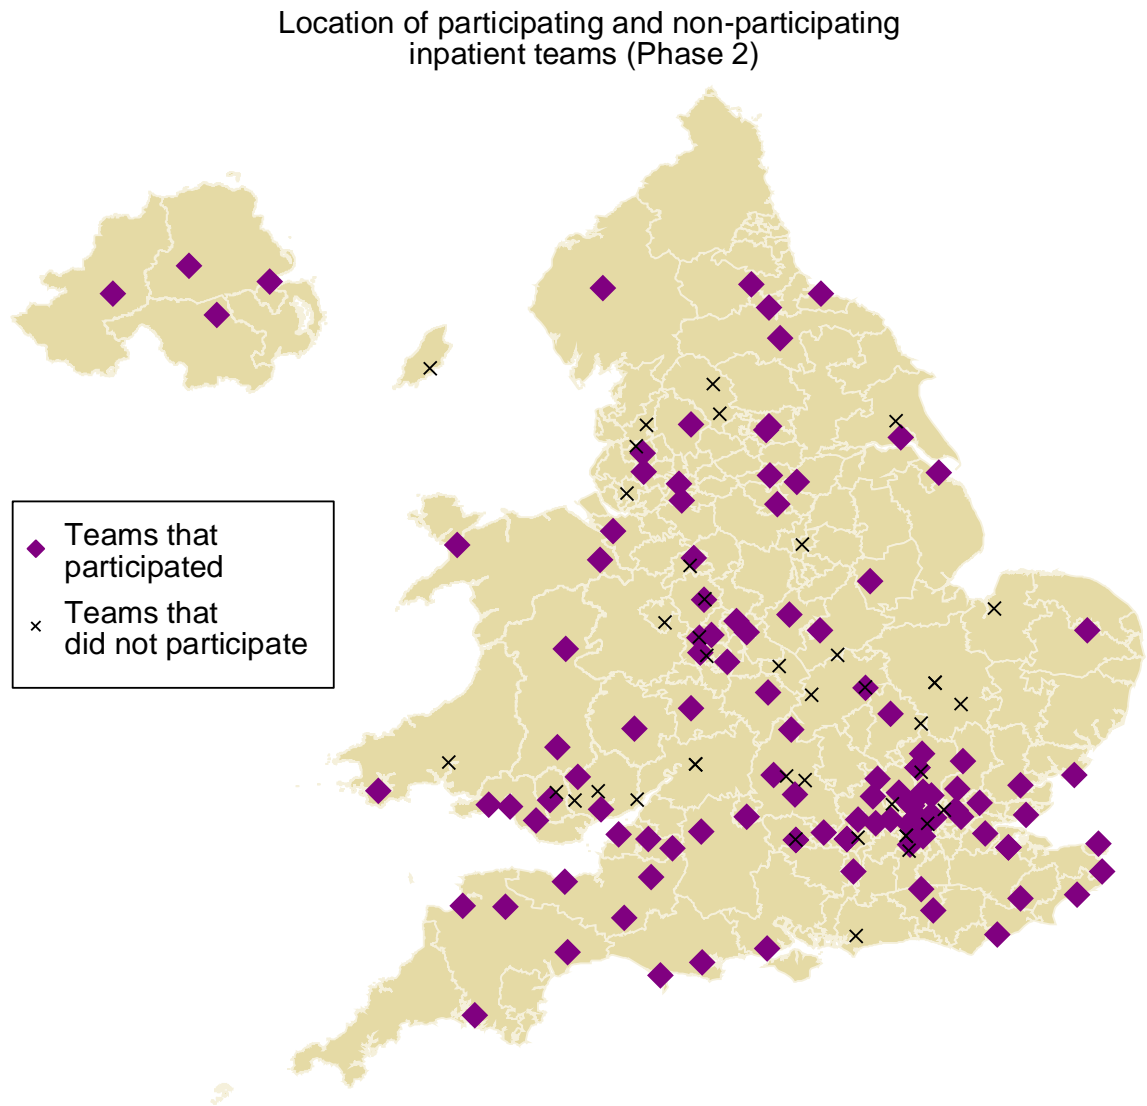 Location of participating and non-participating
inpatient teams (Phase 2)
Teams that
participated
Teams that
did not participate